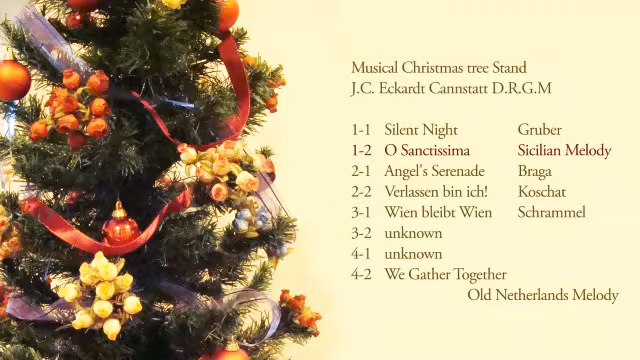 Musical Christmas tree Stand
J.C. Eckardt Cannstatt D.R.G.M
1-1 Silent Night Gruber
1-2 O Sanctissima Sicilian Melody
2-1 Angel's Serenade Braga
2-2 Verlassen bin ich! Koschat
3-1 Wien bleibt Wien Schrammel
3-2 unknown
4-1 unknown
4-2 We Gather Together
Old Netherlands Melody